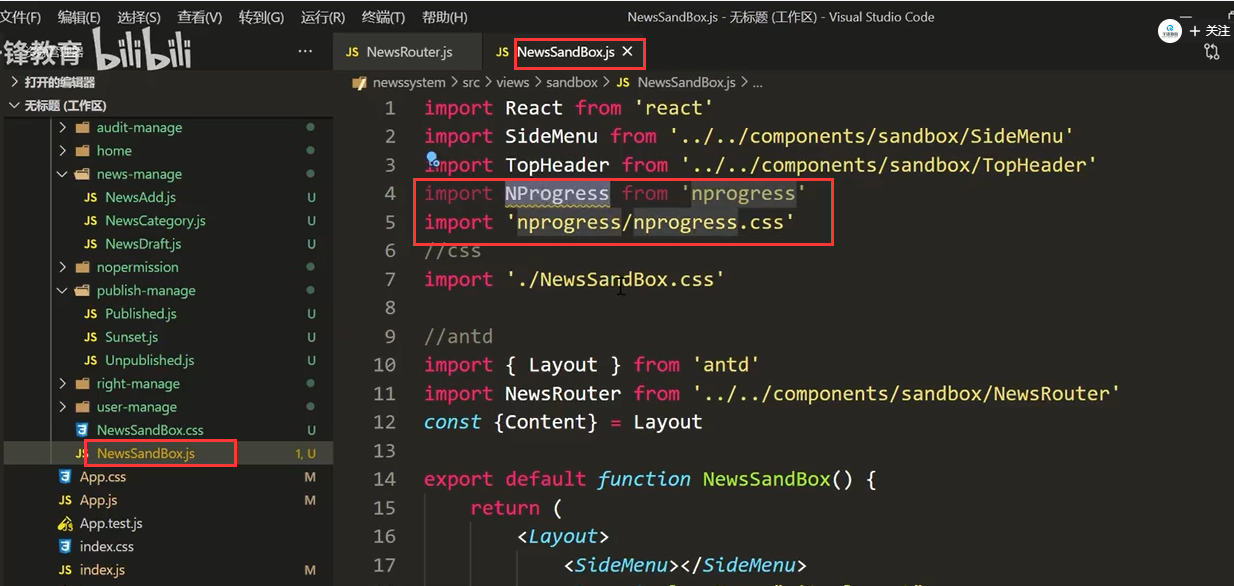 文件(F) 编辑(E) 选择(S) 查看(V) 转到(G) 运行(R) 终端(T) 帮助(H) NewsSandBox.js - 无标题 (工作区) - Visual Studio Code
+ 关注
锋教育 bilibili
··· JS NewsRouter.js JS NewsSandBox.js ×
打开的编辑器
无标题 (工作区)
newssystem > src > views > sandbox > JS NewsSandBox.js > ...
audit-manage
home
news-manage
JS NewsAdd.js U
JS NewsCategory.js U
JS NewsDraft.js U
nopermission
publish-manage
JS Published.js U
JS Sunset.js U
JS Unpublished.js U
right-manage
user-manage
NewsSandBox.css U
JS NewsSandBox.js 1, U
App.css M
JS App.js M
App.test.js
index.css
JS index.js M
1 import React from 'react'
2 import SideMenu from '../../components/sandbox/SideMenu'
3 import TopHeader from '../../components/sandbox/TopHeader'
4 import NProgress from 'nprogress'
5 import 'nprogress/nprogress.css'
6 //css
7 import './NewsSandBox.css'
8
9 //antd
10 import { Layout } from 'antd'
11 import NewsRouter from '../../components/sandbox/NewsRouter'
12 const {Content} = Layout
13
14 export default function NewsSandBox() {
15 return (
16 <Layout>
17 <SideMenu></SideMenu>